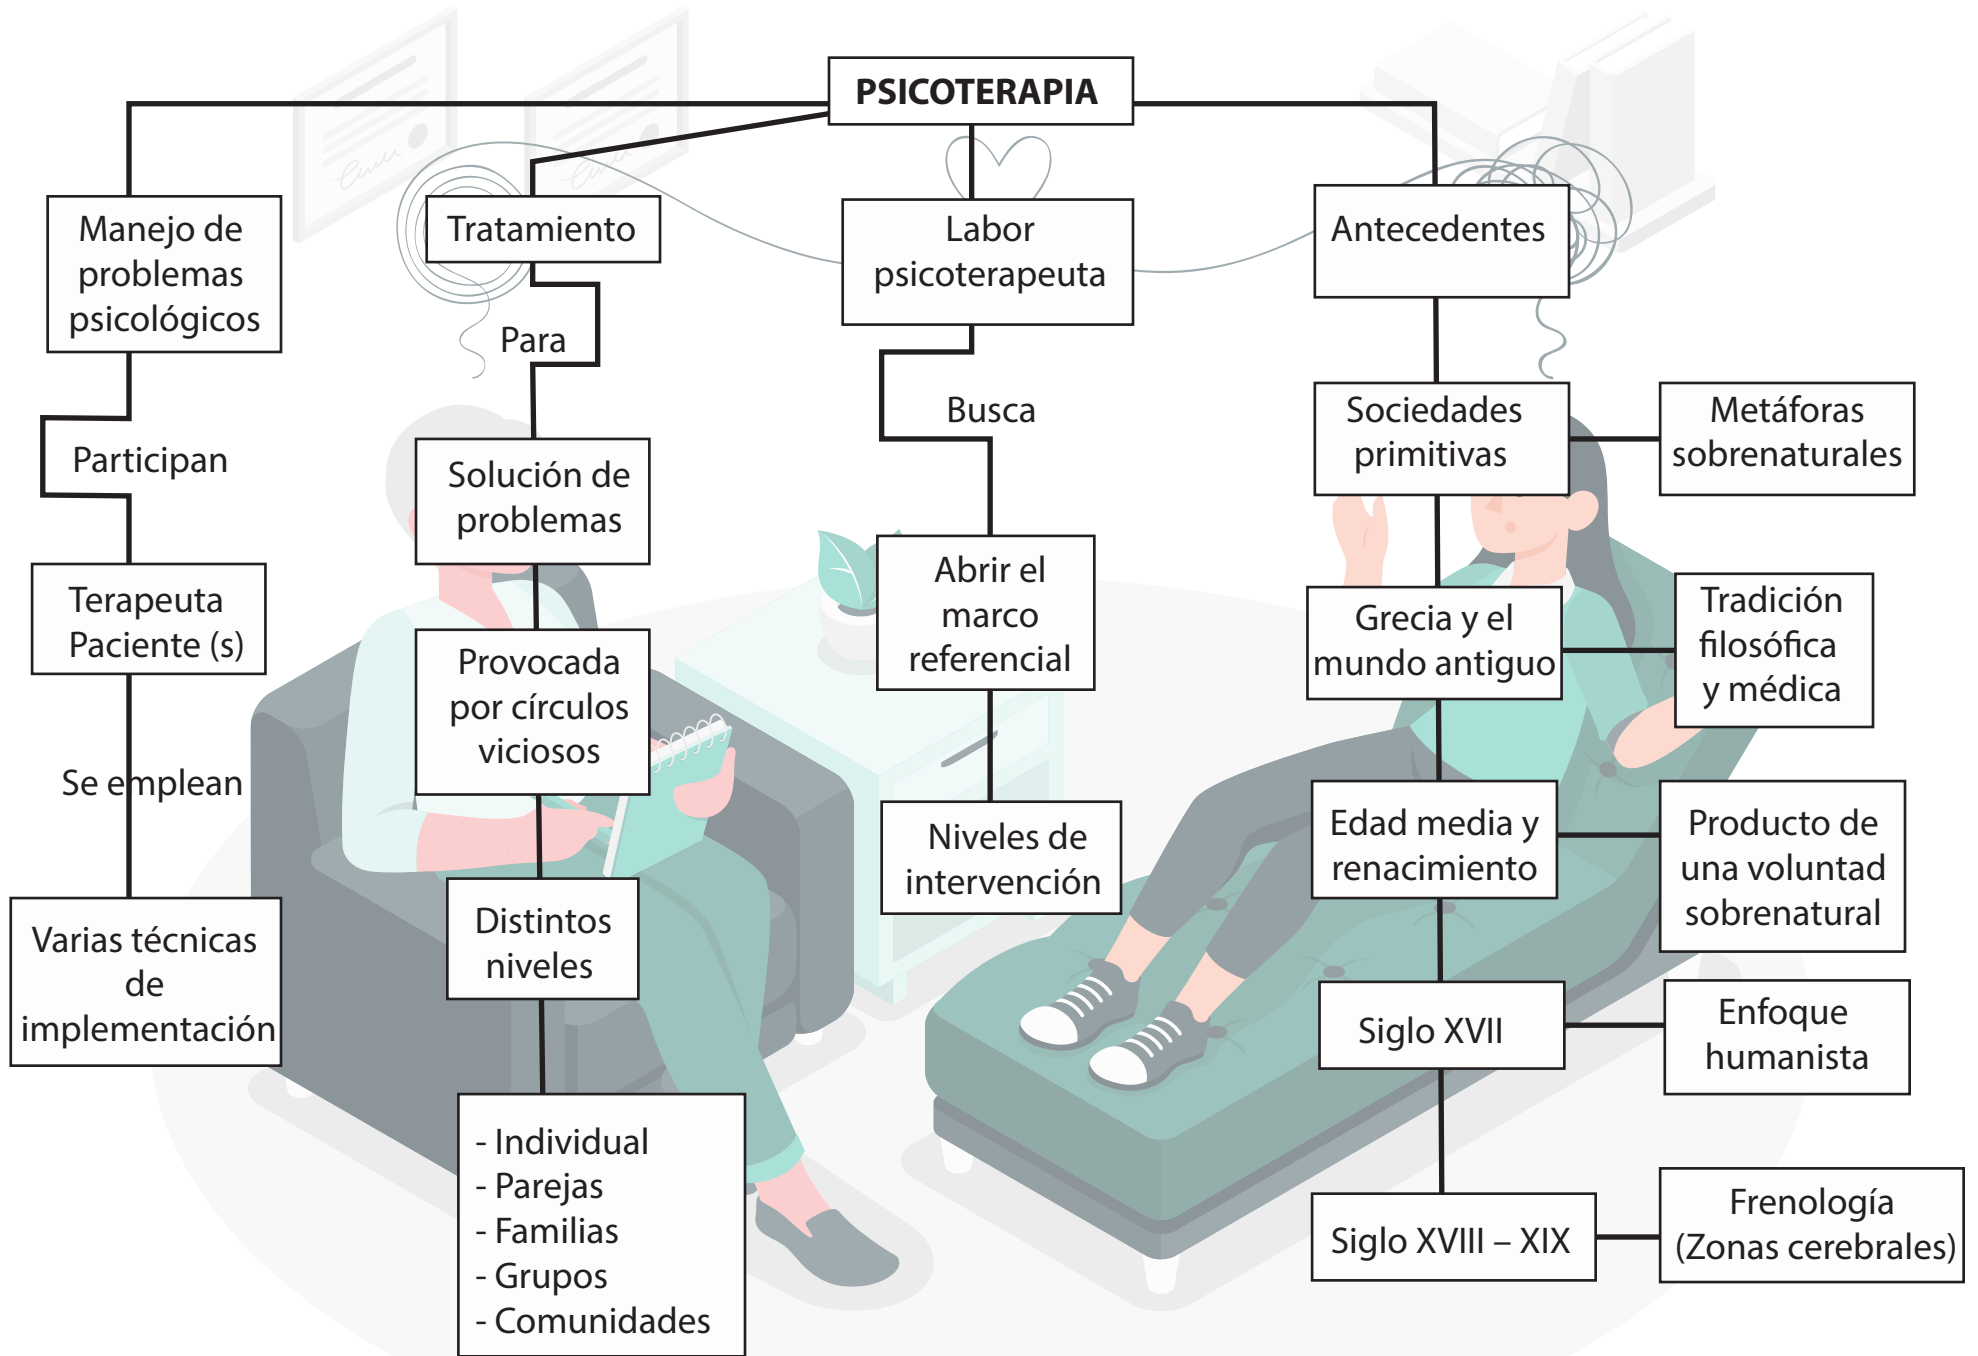 PSICOTERAPIA
Manejo de
problemas
psicológicos
Participan
Terapeuta
Paciente (s)
Se emplean
Varias técnicas
de
implementación
Tratamiento
Para
Solución de
problemas
Provocada
por círculos
viciosos
Distintos
niveles
- Individual
- Parejas
- Familias
- Grupos
- Comunidades
Labor
psicoterapeuta
Busca
Abrir el
marco
referencial
Niveles de
intervención
Antecedentes
Sociedades
primitivas
Metáforas
sobrenaturales
Grecia y el
mundo antiguo
Tradición
filosófica
y médica
Edad media y
renacimiento
Producto de
una voluntad
sobrenatural
Siglo XVII
Enfoque
humanista
Siglo XVIII – XIX
Frenología
(Zonas cerebrales)